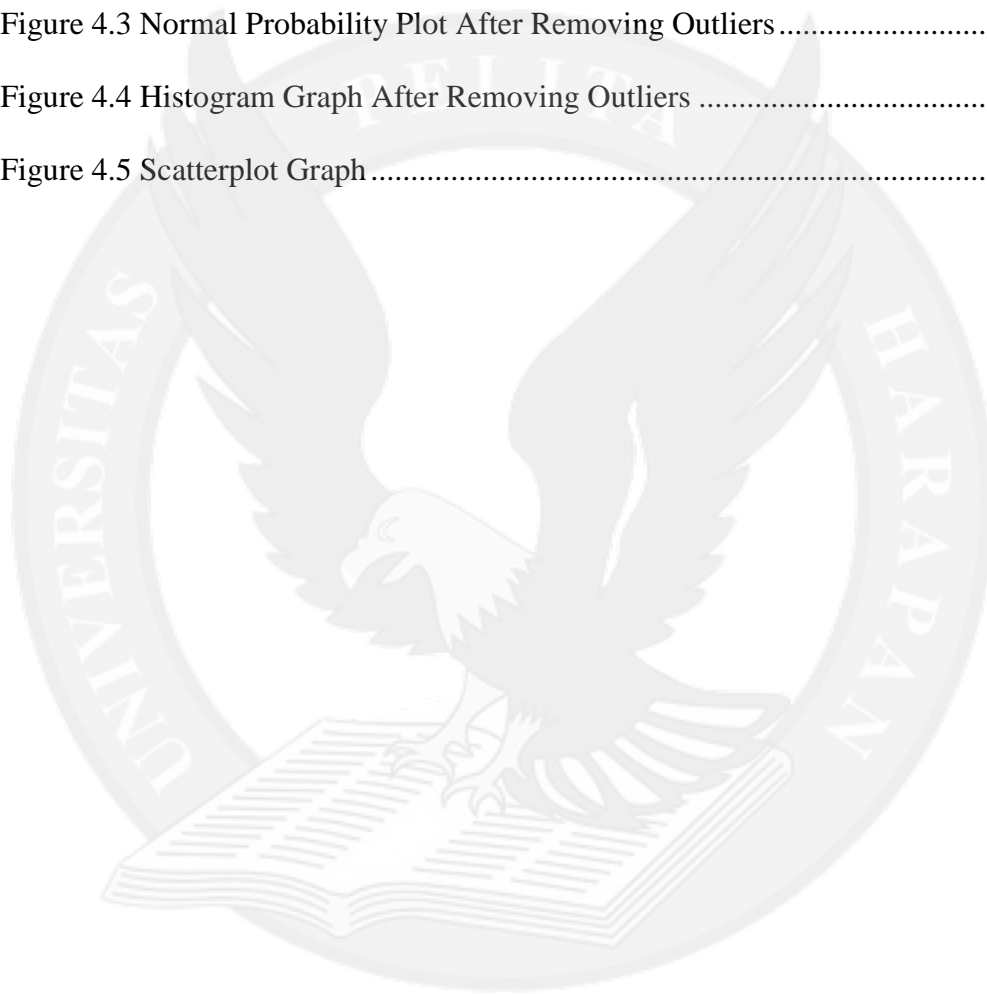 Figure 4.3 Normal Probability Plot After Removing Outliers..........................
Figure 4.4 Histogram Graph After Removing Outliers ....................................
Figure 4.5 Scatterplot Graph.............................................................................
UNIVERSITAS PELITA HARAPAN